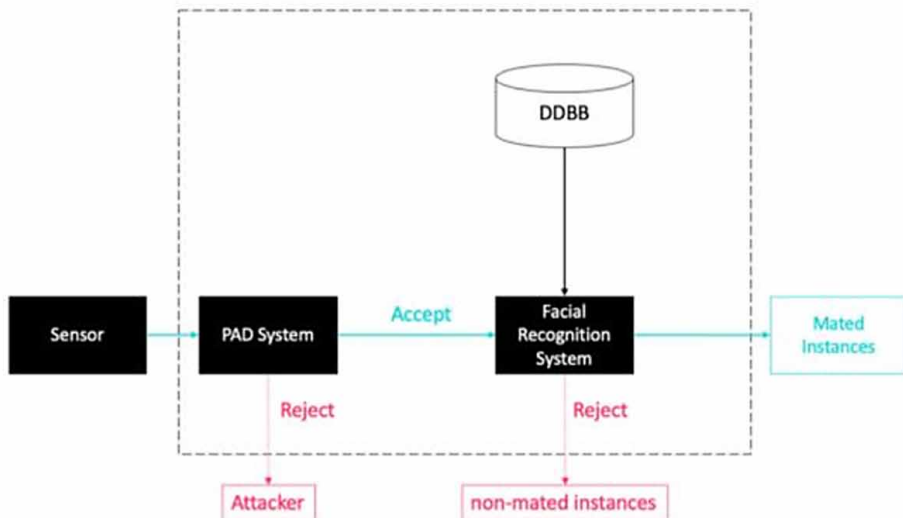 DDBB
Sensor
PAD System
Accept
Facial
Recognition
System
Mated
Instances
Reject
Reject
Attacker
non-mated instances